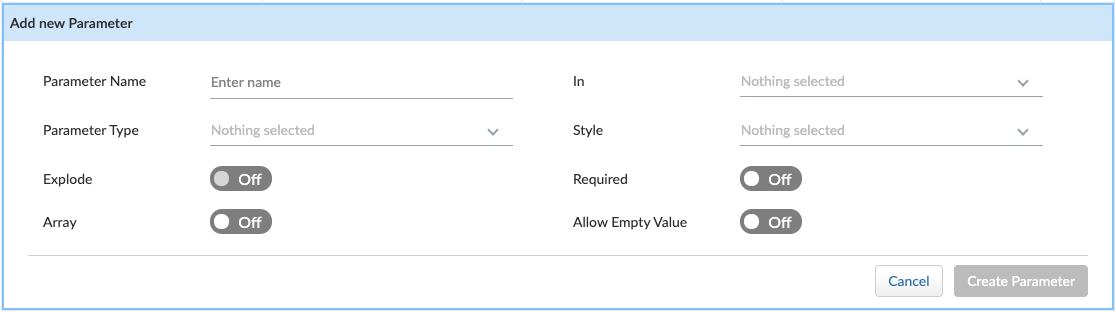 Add new Parameter
Parameter Name Enter name In Nothing selected
Parameter Type Nothing selected Style Nothing selected
Explode Off Required Off
Array Off Allow Empty Value Off
Cancel Create Parameter